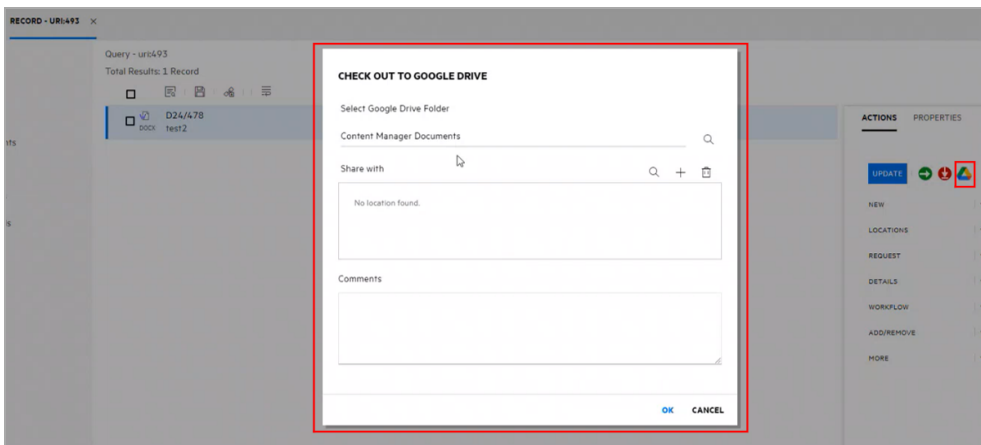 RECORD - URI:493 ×
Query - uri:493
Total Results: 1 Record
D24/478
DOCX test2
nts
s
CHECK OUT TO GOOGLE DRIVE
Select Google Drive Folder
Content Manager Documents
Share with
No location found.
Comments
OK CANCEL
ACTIONS PROPERTIES
UPDATE
NEW
LOCATIONS
REQUEST
DETAILS
WORKFLOW
ADD/REMOVE
MORE